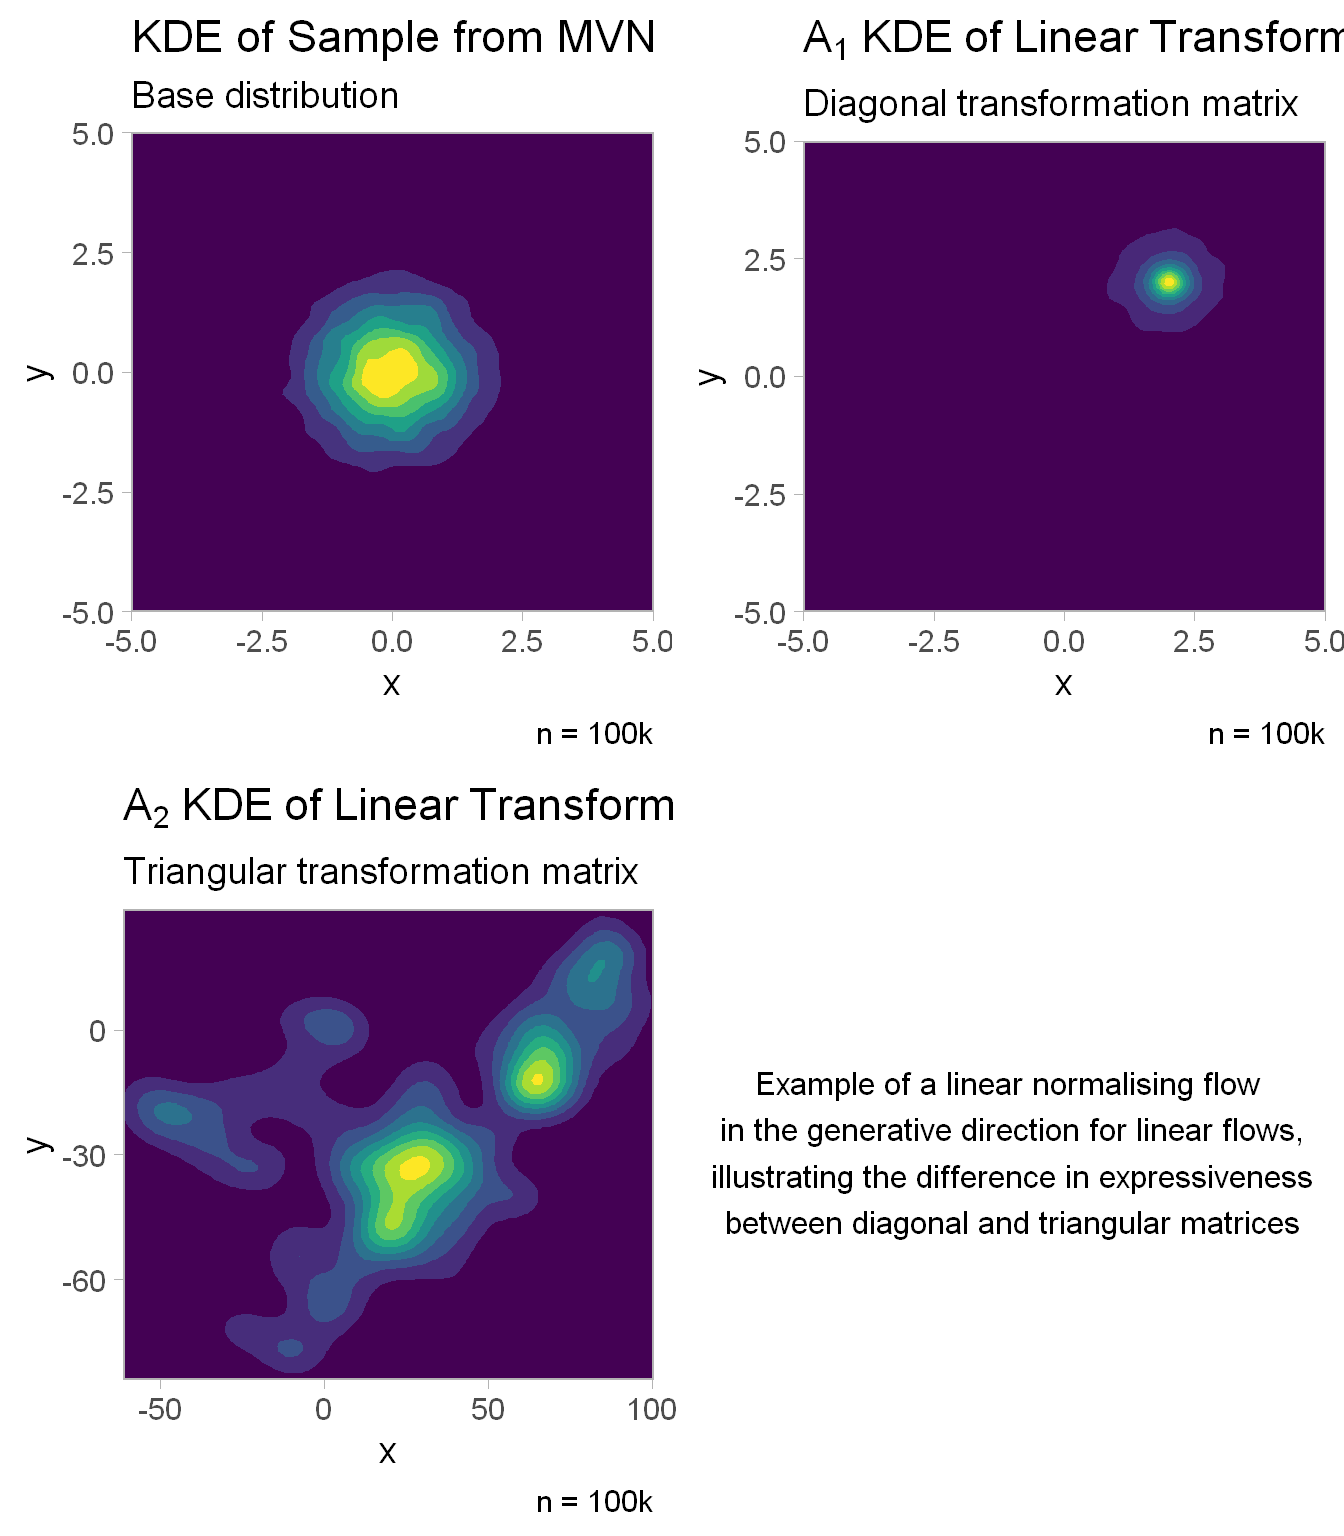 KDE of Sample from MVN
Base distribution
5.0
2.5
0.0
-2.5
-5.0
y
-5.0 -2.5 0.0 2.5 5.0
x
n = 100k
A₁ KDE of Linear Transform
Diagonal transformation matrix
5.0
2.5
0.0
-2.5
-5.0
y
-5.0 -2.5 0.0 2.5 5.0
x
n = 100k
A₂ KDE of Linear Transform
Triangular transformation matrix
0
-30
-60
y
-50 0 50 100
x
n = 100k
Example of a linear normalising flow
in the generative direction for linear flows,
illustrating the difference in expressiveness
between diagonal and triangular matrices